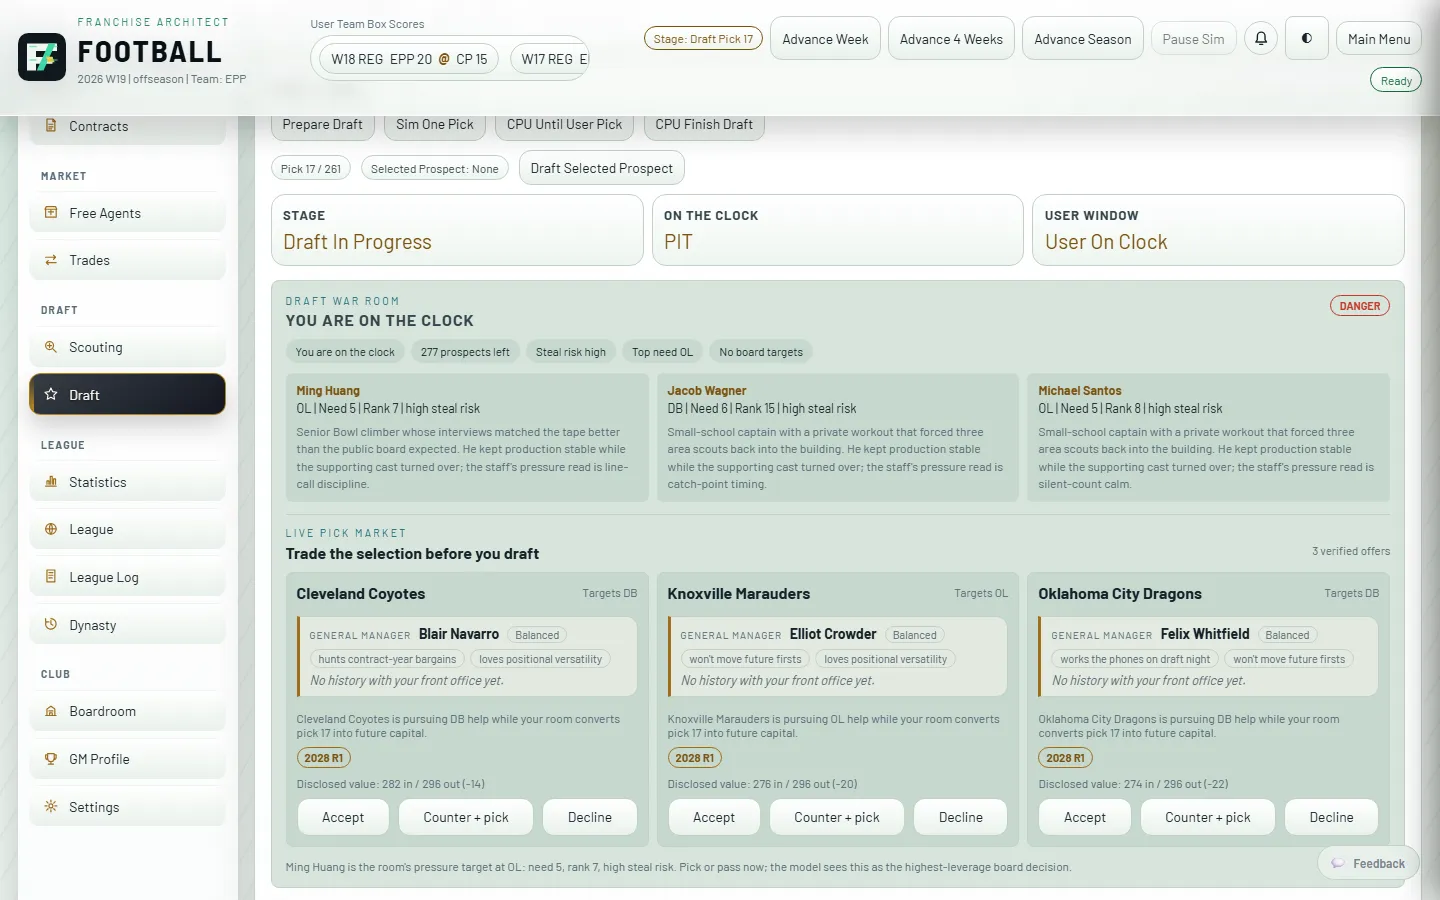 FRANCHISE ARCHITECT
FOOTBALL
2026 W19 | offseason | Team: EPP
User Team Box Scores
W18 REG EPP 20 @ CP 15
W17 REG E
Stage: Draft Pick 17
Advance Week
Advance 4 Weeks
Advance Season
Pause Sim
Main Menu
Ready
Contracts
MARKET
Free Agents
Trades
DRAFT
Scouting
Draft
LEAGUE
Statistics
League
League Log
Dynasty
CLUB
Boardroom
GM Profile
Settings
Prepare Draft
Sim One Pick
CPU Until User Pick
CPU Finish Draft
Pick 17 / 261
Selected Prospect: None
Draft Selected Prospect
STAGE
Draft In Progress
ON THE CLOCK
PIT
USER WINDOW
User On Clock
DRAFT WAR ROOM
YOU ARE ON THE CLOCK
DANGER
You are on the clock
277 prospects left
Steal risk high
Top need OL
No board targets
Ming Huang
OL | Need 5 | Rank 7 | high steal risk
Senior Bowl climber whose interviews matched the tape better
than the public board expected. He kept production stable while
the supporting cast turned over; the staff's pressure read is line-
call discipline.
Jacob Wagner
DB | Need 6 | Rank 15 | high steal risk
Small-school captain with a private workout that forced three
area scouts back into the building. He kept production stable
while the supporting cast turned over; the staff's pressure read is
catch-point timing.
Michael Santos
OL | Need 5 | Rank 8 | high steal risk
Small-school captain with a private workout that forced three
area scouts back into the building. He kept production stable
while the supporting cast turned over; the staff's pressure read is
silent-count calm.
LIVE PICK MARKET
Trade the selection before you draft
3 verified offers
Cleveland Coyotes
Targets DB
GENERAL MANAGER Blair Navarro Balanced
hunts contract-year bargains
loves positional versatility
No history with your front office yet.
Cleveland Coyotes is pursuing DB help while your room converts
pick 17 into future capital.
2028 R1
Disclosed value: 282 in / 296 out (-14)
Accept
Counter + pick
Decline
Knoxville Marauders
Targets OL
GENERAL MANAGER Elliot Crowder Balanced
won't move future firsts
loves positional versatility
No history with your front office yet.
Knoxville Marauders is pursuing OL help while your room converts
pick 17 into future capital.
2028 R1
Disclosed value: 276 in / 296 out (-20)
Accept
Counter + pick
Decline
Oklahoma City Dragons
Targets DB
GENERAL MANAGER Felix Whitfield Balanced
works the phones on draft night
won't move future firsts
No history with your front office yet.
Oklahoma City Dragons is pursuing DB help while your room
converts pick 17 into future capital.
2028 R1
Disclosed value: 274 in / 296 out (-22)
Accept
Counter + pick
Decline
Ming Huang is the room's pressure target at OL: need 5, rank 7, high steal risk. Pick or pass now; the model sees this as the highest-leverage board decision.
Feedback